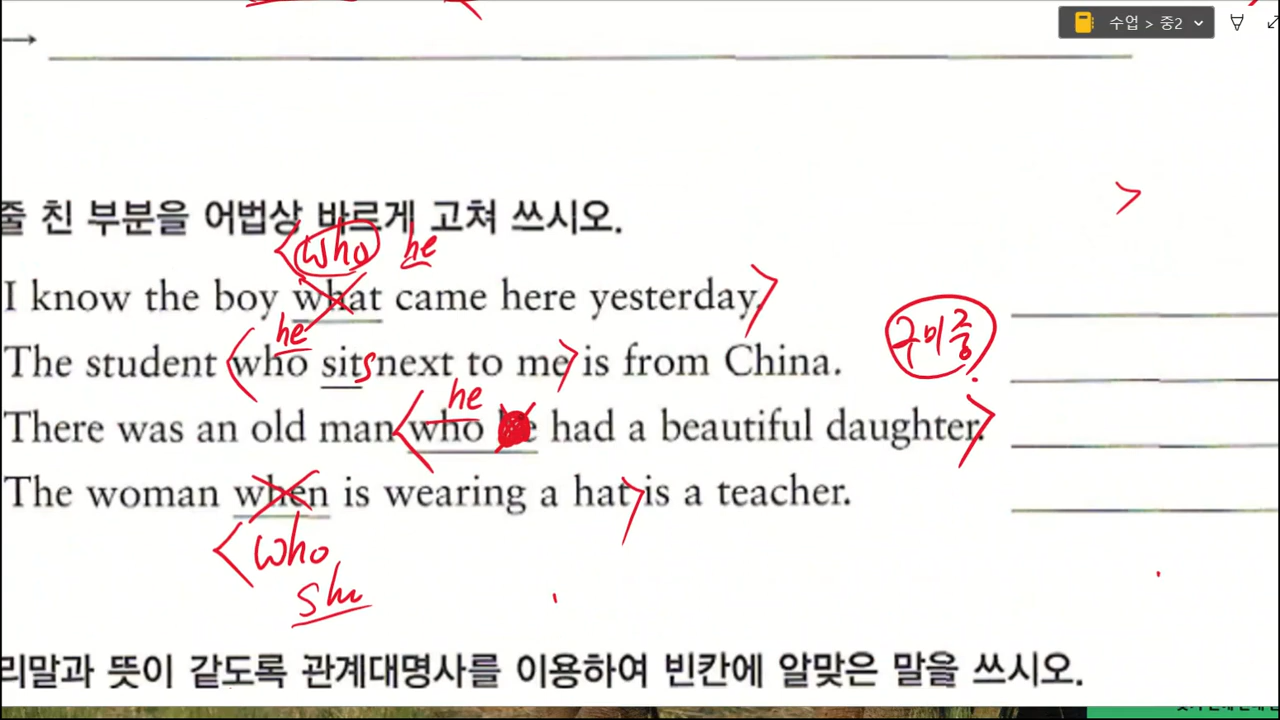 수업 > 중2
→
줄 친 부분을 어법상 바르게 고쳐 쓰시오.
who he
I know the boy what came here yesterday.
he
The student who sits next to me is from China.
구미중
he
There was an old man who he had a beautiful daughter.
The woman when is wearing a hat is a teacher.
who
she
리말과 뜻이 같도록 관계대명사를 이용하여 빈칸에 알맞은 말을 쓰시오.